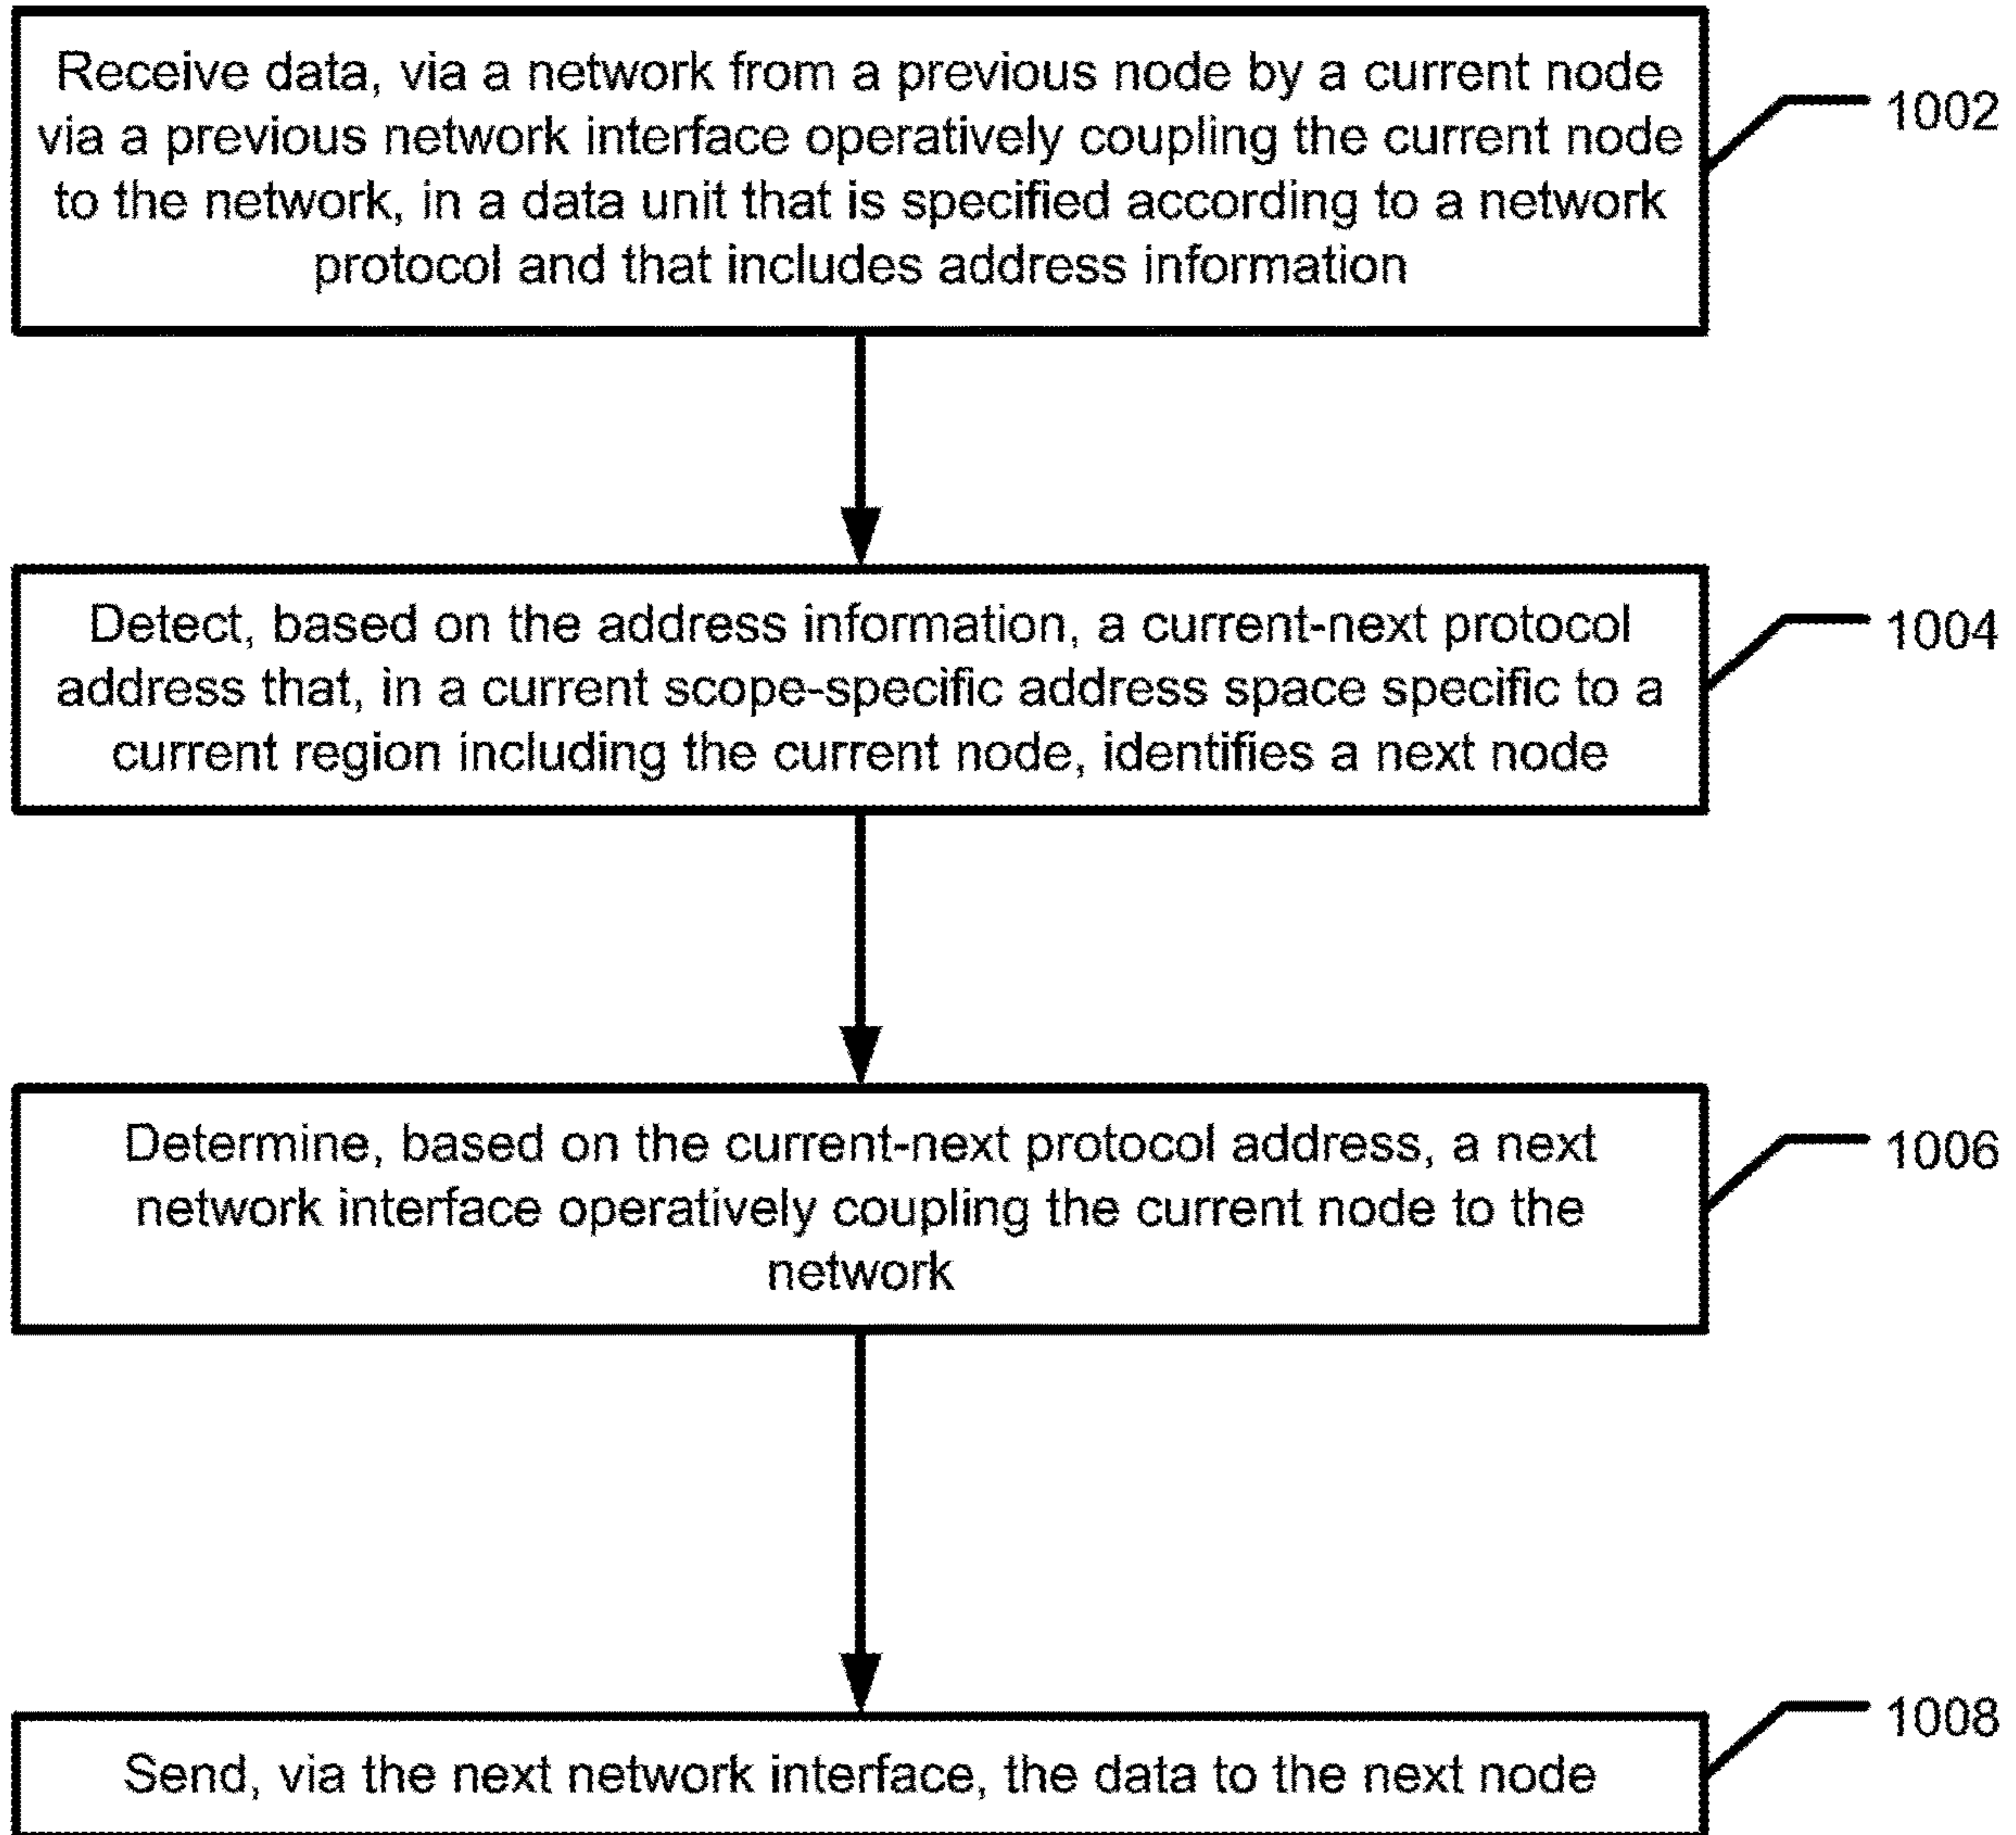 Receive data, via a network from a previous node by a current node
via a previous network interface operatively coupling the current node
to the network, in a data unit that is specified according to a network
protocol and that includes address information
1002
Detect, based on the address information, a current-next protocol
address that, in a current scope-specific address space specific to a
current region including the current node, identifies a next node
1004
Determine, based on the current-next protocol address, a next
network interface operatively coupling the current node to the
network
1006
Send, via the next network interface, the data to the next node
1008